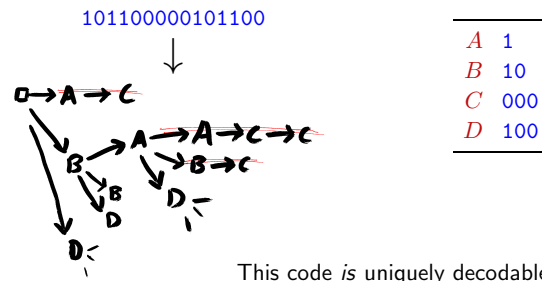 101100000101100
A 1
B 10
C 000
D 100
A C
A A C C
B B C
B
D D
D
This code is uniquely decodable